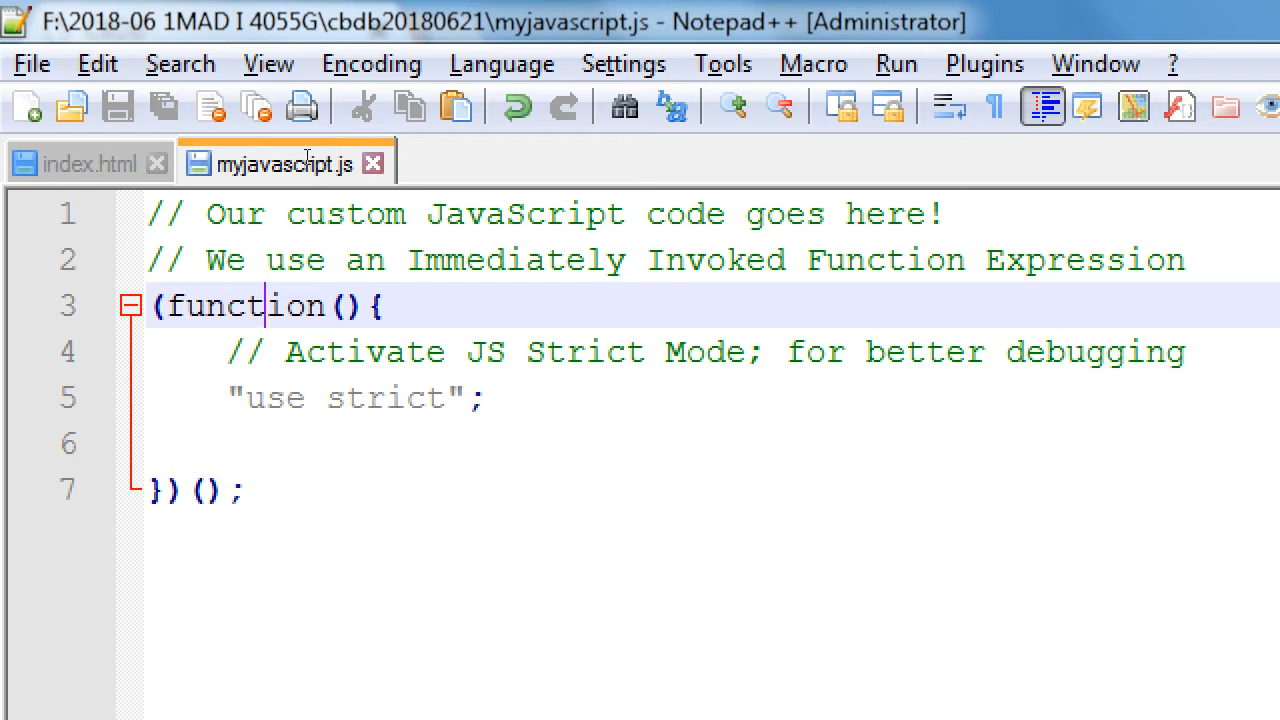 F:\2018-06 1MAD I 4055G\cbdb20180621\myjavascript.js - Notepad++ [Administrator]
File Edit Search View Encoding Language Settings Tools Macro Run Plugins Window ?
index.html myjavascript.js
1 // Our custom JavaScript code goes here!
2 // We use an Immediately Invoked Function Expression
3 (function(){
4 // Activate JS Strict Mode; for better debugging
5 "use strict";
6
7 })();